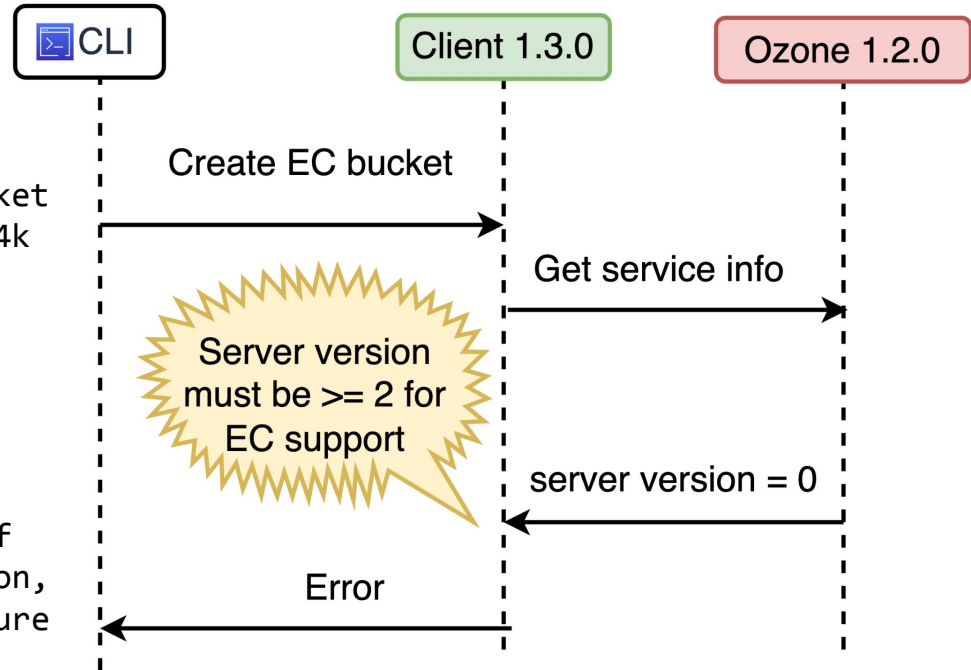 CLI
Client 1.3.0
Ozone 1.2.0
Create EC bucket
ket
4k
Get service info
Server version
must be >= 2 for
EC support
server version = 0
f
on,
ure
Error